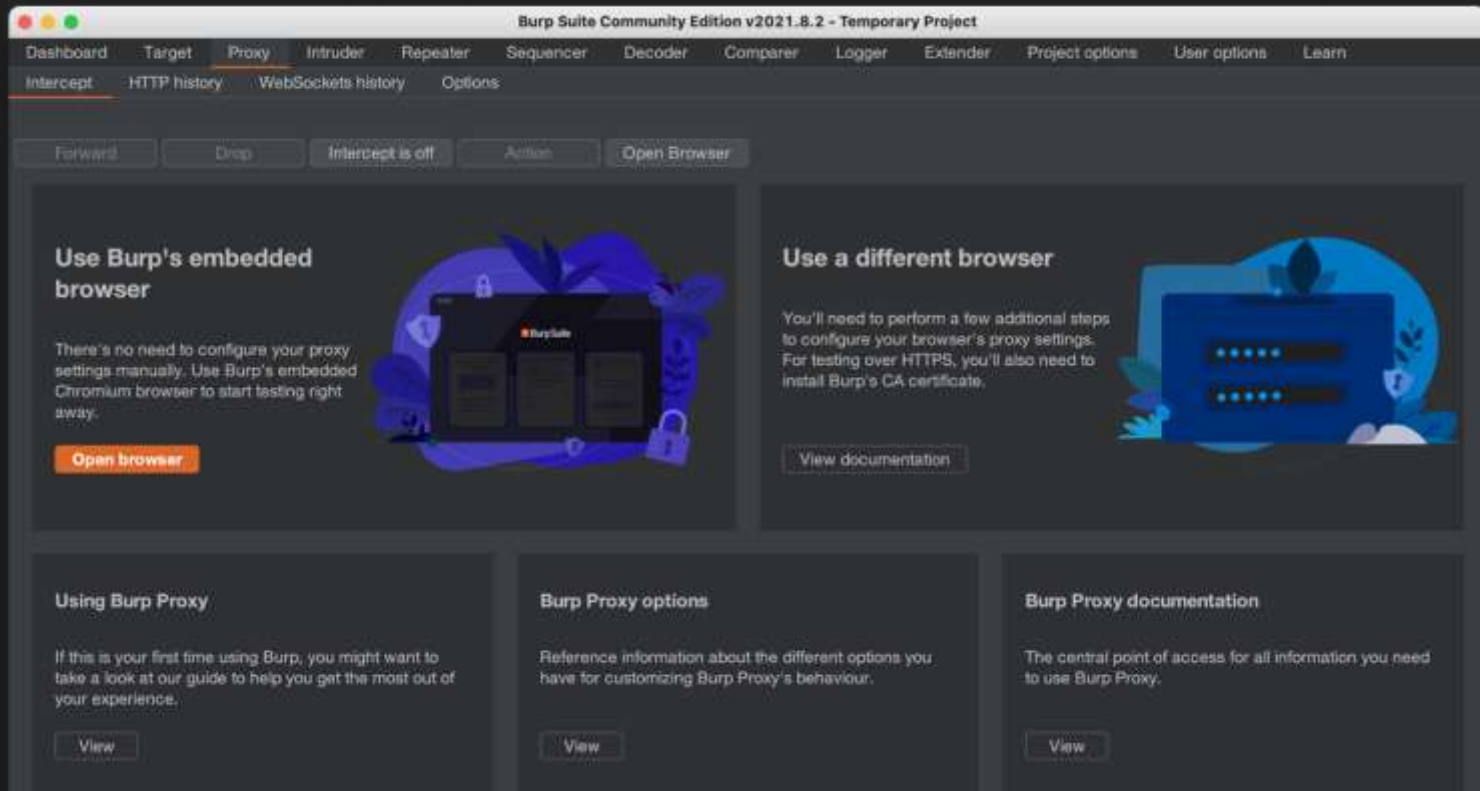 Burp Suite Community Edition v2021.8.2 - Temporary Project
Dashboard Target Proxy Intruder Repeater Sequencer Decoder Comparer Logger Extender Project options User options Learn
Intercept HTTP history WebSockets history Options
Forward Drop Intercept is off Action Open Browser
Use Burp's embedded
browser
There's no need to configure your proxy
settings manually. Use Burp's embedded
Chromium browser to start testing right
away.
Open browser
BurpSuite
Use a different browser
You'll need to perform a few additional steps
to configure your browser's proxy settings.
For testing over HTTPS, you'll also need to
install Burp's CA certificate.
View documentation
Using Burp Proxy
If this is your first time using Burp, you might want to
take a look at our guide to help you get the most out of
your experience.
View
Burp Proxy options
Reference information about the different options you
have for customizing Burp Proxy's behaviour.
View
Burp Proxy documentation
The central point of access for all information you need
to use Burp Proxy.
View